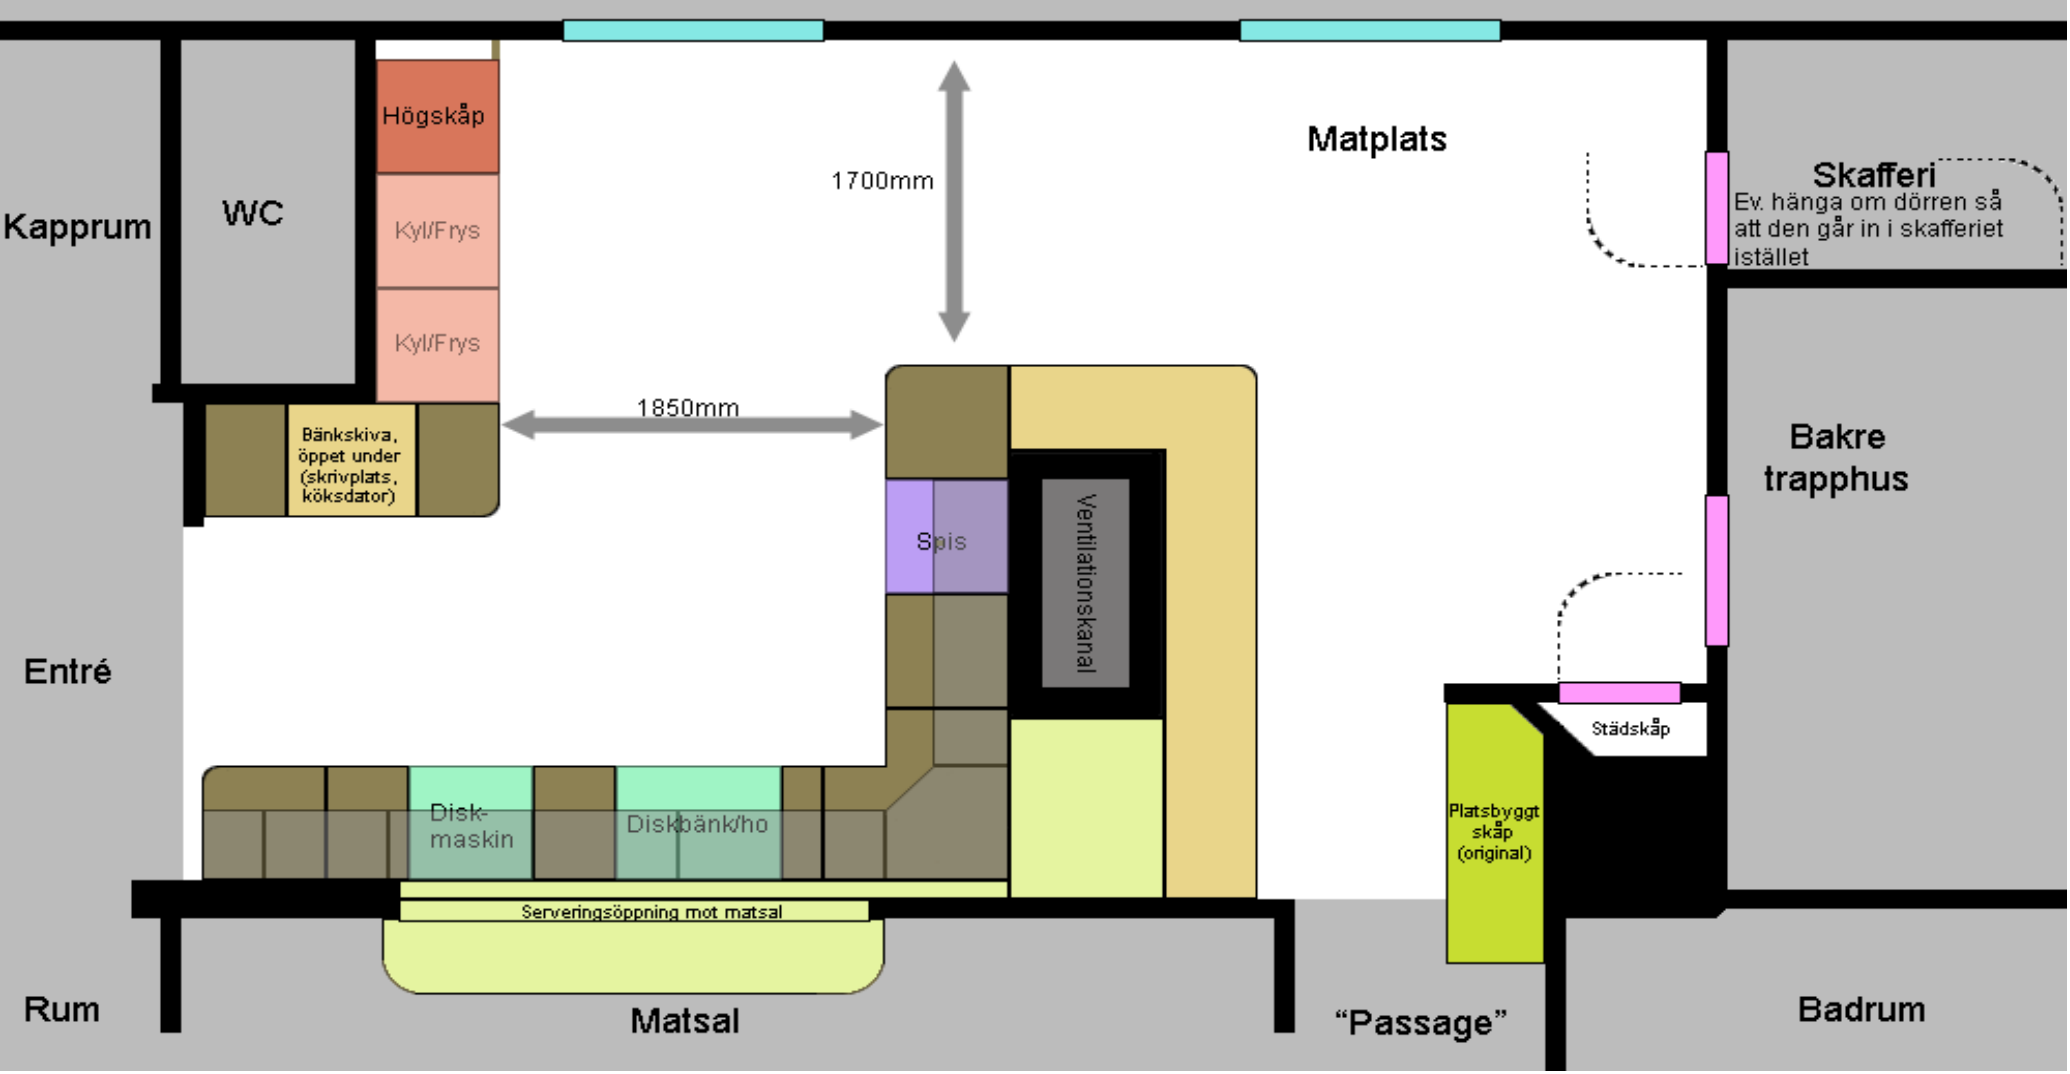 Högskåp
Matplats
1700mm
Skafferi
Ev. hänga om dörren så
att den går in i skafferiet
istället
WC
Kapprum
Kyl/Frys
Kyl/Frys
1850mm
Bänkskiva,
öppet under
(skrivplats,
köksdator)
Bakre
trapphus
Spis
Ventilationskanal
Entré
Städskåp
Disk-
maskin
Diskbänk/ho
Platsbyggt
skåp
(original)
Serveringsöppning mot matsal
Rum
Matsal
“Passage”
Badrum